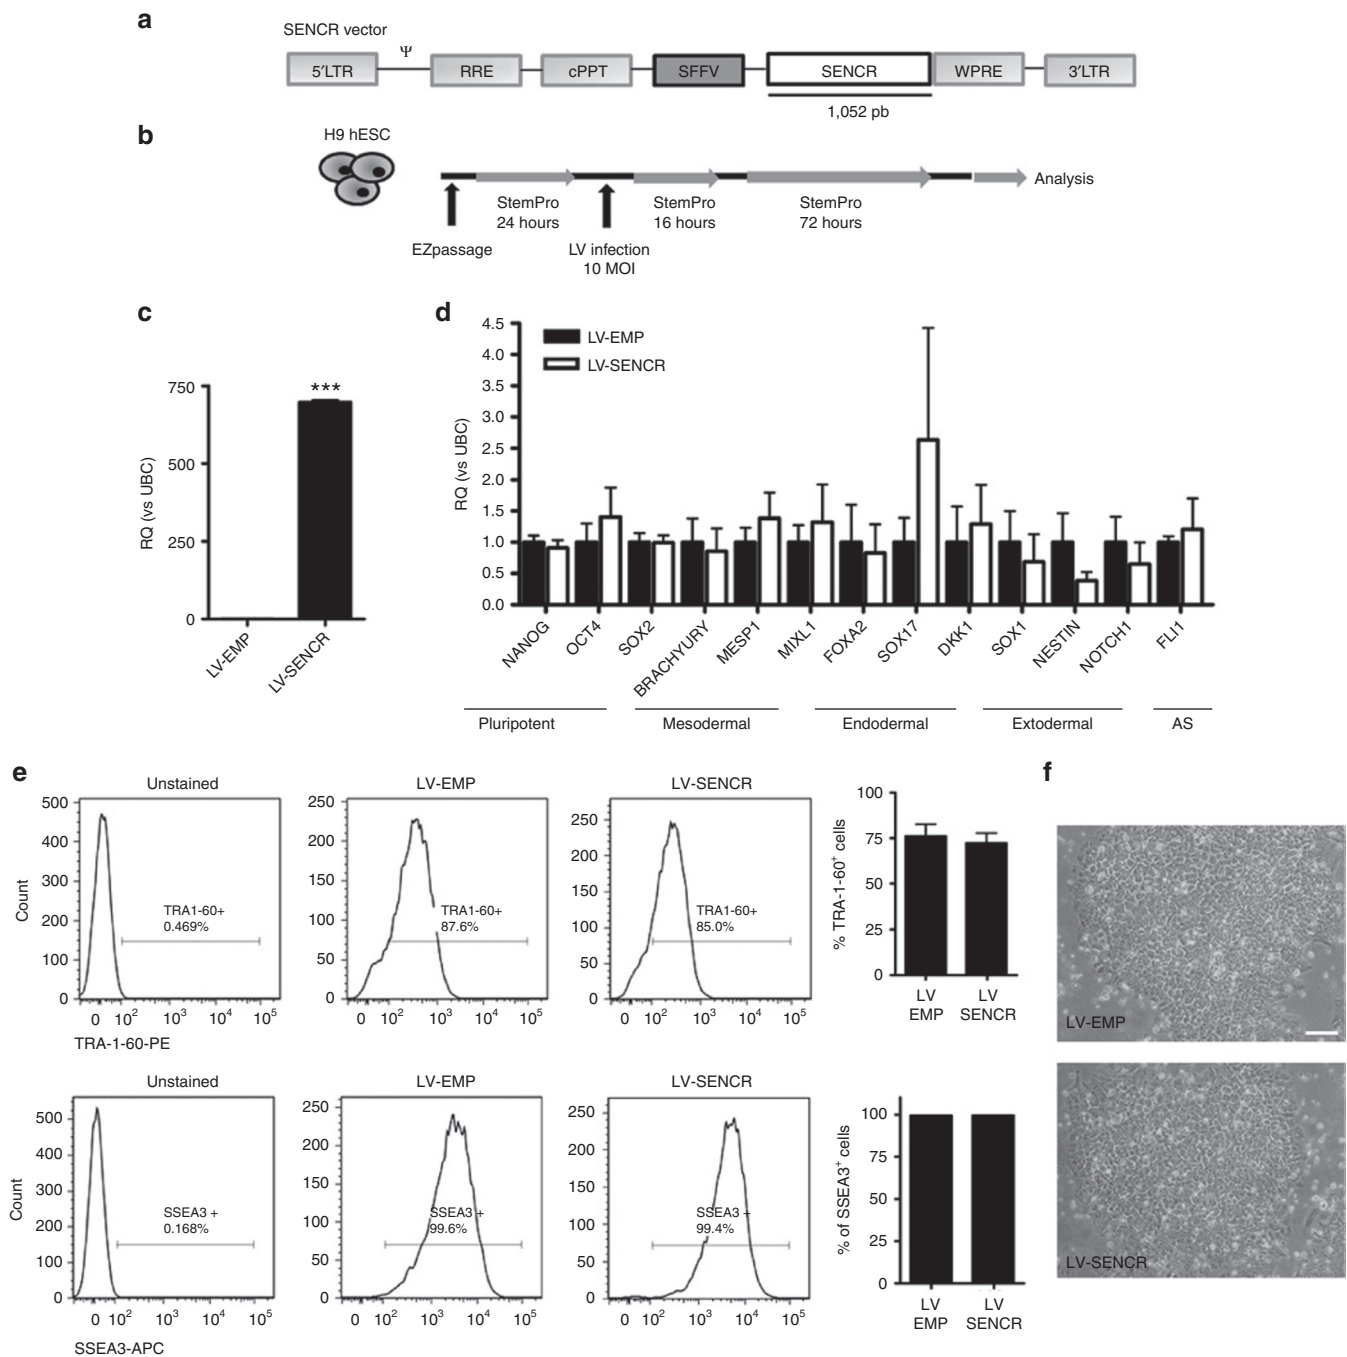 a
SENCR vector
5′LTR
Ψ
RRE
cPPT
SFFV
SENCR
WPRE
3′LTR
1,052 pb
b
H9 hESC
EZpassage
StemPro
24 hours
LV infection
10 MOI
StemPro
16 hours
StemPro
72 hours
Analysis
c
RQ (vs UBC)
750
500
250
0
***
LV-EMP
LV-SENCR
d
RQ (vs UBC)
4.5
4.0
3.5
3.0
2.5
2.0
1.5
1.0
0.5
0.0
LV-EMP
LV-SENCR
NANOG
OCT4
SOX2
BRACHYURY
MESP1
MIXL1
FOXA2
SOX17
DKK1
SOX1
NESTIN
NOTCH1
FLI1
Pluripotent
Mesodermal
Endodermal
Extodermal
AS
e
Unstained
Count
500
400
300
200
100
0
TRA1-60+
0.469%
0 10² 10³ 10⁴ 10⁵
TRA-1-60-PE
LV-EMP
250
200
150
100
50
0
TRA1-60+
87.6%
0 10² 10³ 10⁴ 10⁵
LV-SENCR
250
200
150
100
50
0
TRA1-60+
85.0%
0 10² 10³ 10⁴ 10⁵
% TRA-1-60⁺ cells
100
75
50
25
0
LV
EMP
LV
SENCR
Unstained
Count
500
400
300
200
100
0
SSEA3 +
0.168%
0 10² 10³ 10⁴ 10⁵
SSEA3-APC
LV-EMP
250
200
150
100
50
0
SSEA3 +
99.6%
0 10² 10³ 10⁴ 10⁵
LV-SENCR
250
200
150
100
50
0
SSEA3 +
99.4%
0 10² 10³ 10⁴ 10⁵
% of SSEA3⁺ cells
100
75
50
25
0
LV
EMP
LV
SENCR
f
LV-EMP
LV-SENCR